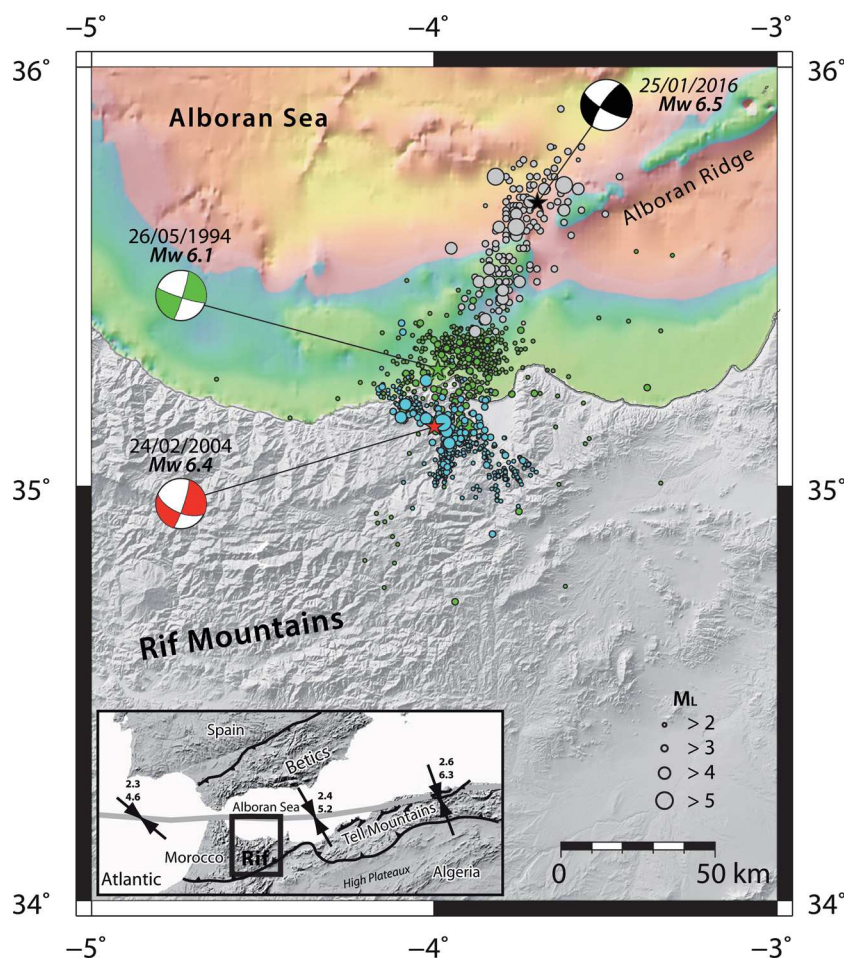 −5° −4° −3°
36° 36°
25/01/2016
Mw 6.5
Alboran Sea
Alboran Ridge
26/05/1994
Mw 6.1
24/02/2004
Mw 6.4
35° 35°
Rif Mountains
ML
> 2
> 3
> 4
> 5
0 50 km
Spain
Betics
2.3
4.6
2.4
5.2
2.6
6.3
Alboran Sea
Tell Mountains
Morocco
Rif
Atlantic
High Plateaux
Algeria
34° 34°
−5° −4° −3°